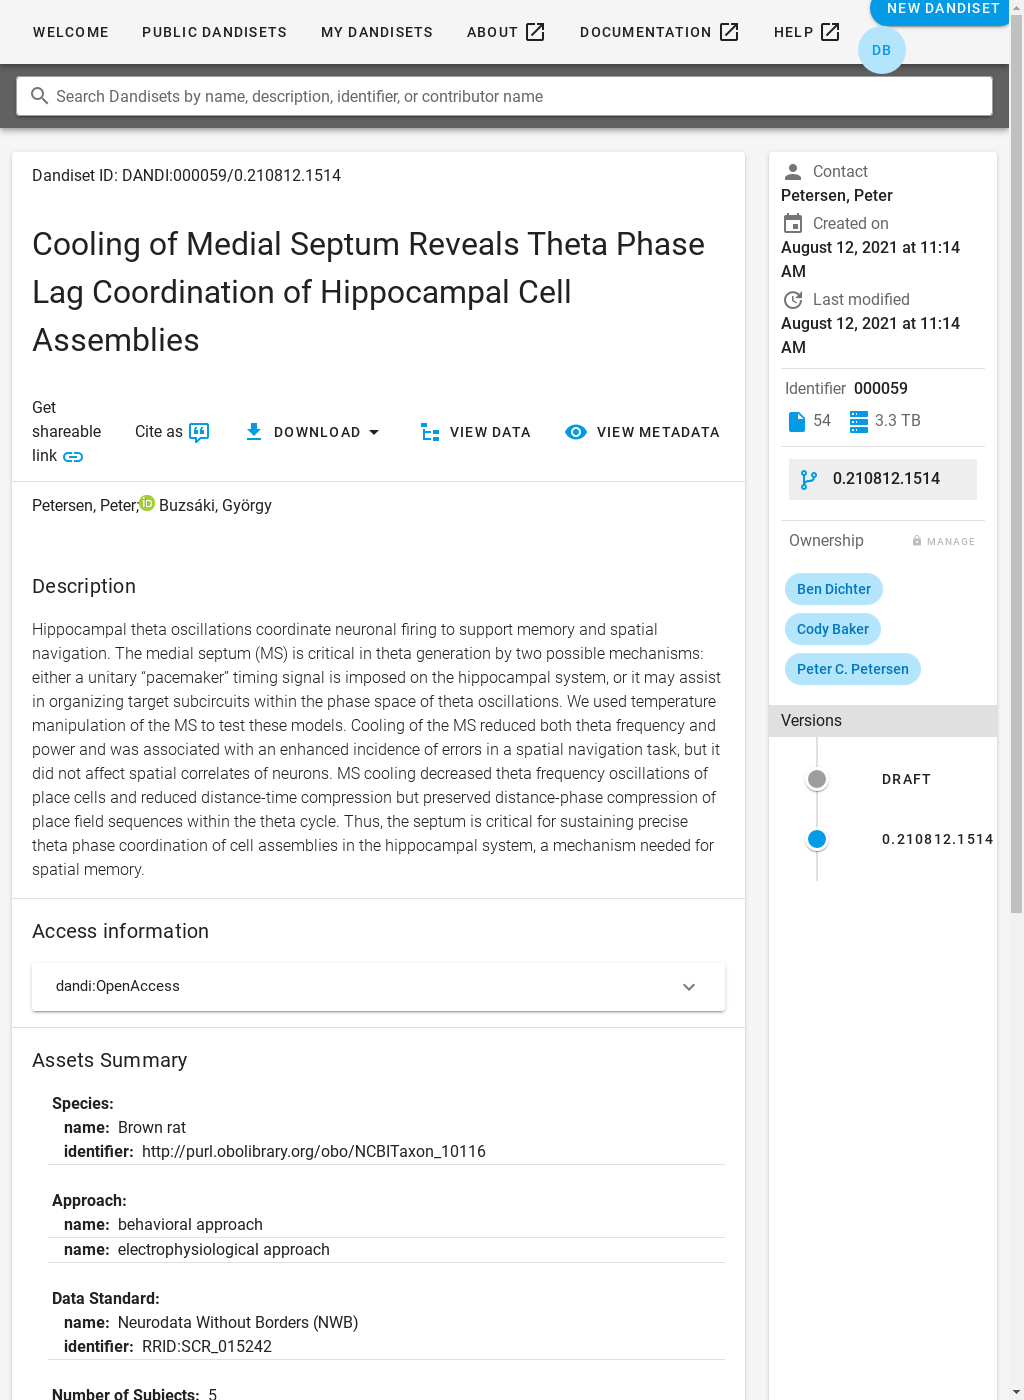 WELCOME
PUBLIC DANDISETS
MY DANDISETS
ABOUT
DOCUMENTATION
HELP
NEW DANDISET
DB
Search Dandisets by name, description, identifier, or contributor name
Dandiset ID: DANDI:000059/0.210812.1514
Cooling of Medial Septum Reveals Theta Phase
Lag Coordination of Hippocampal Cell
Assemblies
Get
shareable
link
Cite as
DOWNLOAD
VIEW DATA
VIEW METADATA
Petersen, Peter; iD Buzsáki, György
Description
Hippocampal theta oscillations coordinate neuronal firing to support memory and spatial
navigation. The medial septum (MS) is critical in theta generation by two possible mechanisms:
either a unitary “pacemaker” timing signal is imposed on the hippocampal system, or it may assist
in organizing target subcircuits within the phase space of theta oscillations. We used temperature
manipulation of the MS to test these models. Cooling of the MS reduced both theta frequency and
power and was associated with an enhanced incidence of errors in a spatial navigation task, but it
did not affect spatial correlates of neurons. MS cooling decreased theta frequency oscillations of
place cells and reduced distance-time compression but preserved distance-phase compression of
place field sequences within the theta cycle. Thus, the septum is critical for sustaining precise
theta phase coordination of cell assemblies in the hippocampal system, a mechanism needed for
spatial memory.
Access information
dandi:OpenAccess
Assets Summary
Species:
name: Brown rat
identifier: http://purl.obolibrary.org/obo/NCBITaxon_10116
Approach:
name: behavioral approach
name: electrophysiological approach
Data Standard:
name: Neurodata Without Borders (NWB)
identifier: RRID:SCR_015242
Number of Subjects: 5
Contact
Petersen, Peter
Created on
August 12, 2021 at 11:14
AM
Last modified
August 12, 2021 at 11:14
AM
Identifier 000059
54
3.3 TB
0.210812.1514
Ownership
MANAGE
Ben Dichter
Cody Baker
Peter C. Petersen
Versions
DRAFT
0.210812.1514